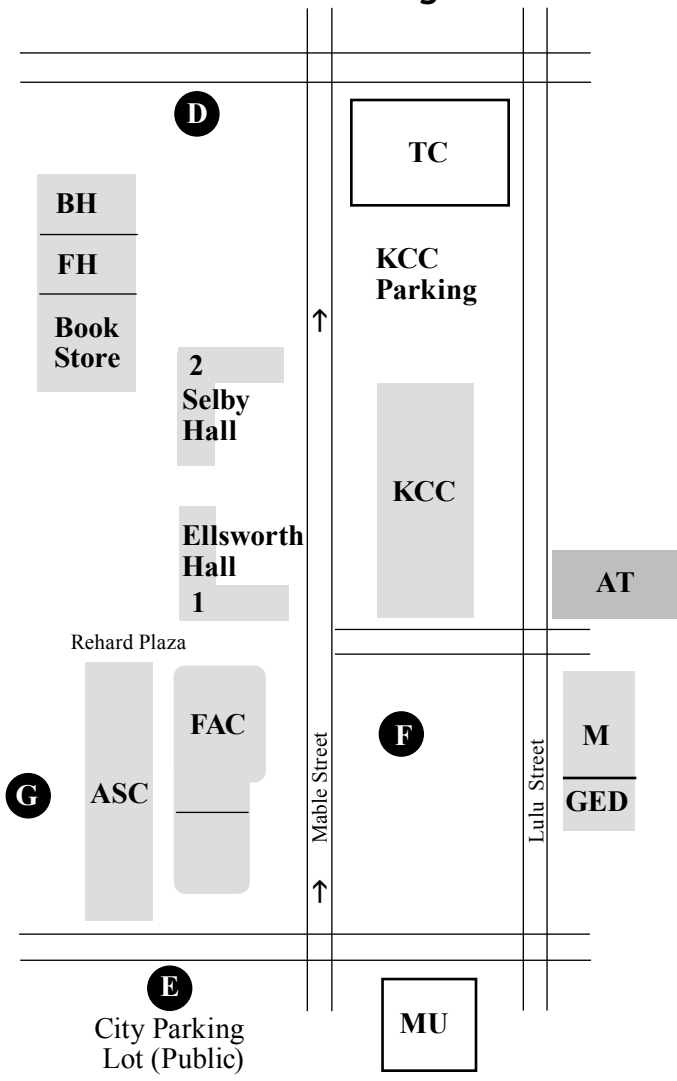 D
TC
BH
KCC
Parking
FH
Book
Store
↑
2
Selby
Hall
KCC
Ellsworth
Hall
AT
1
Rehard Plaza
FAC
F
M
Mable Street
Lulu Street
G
ASC
GED
↑
E
City Parking
Lot (Public)
MU